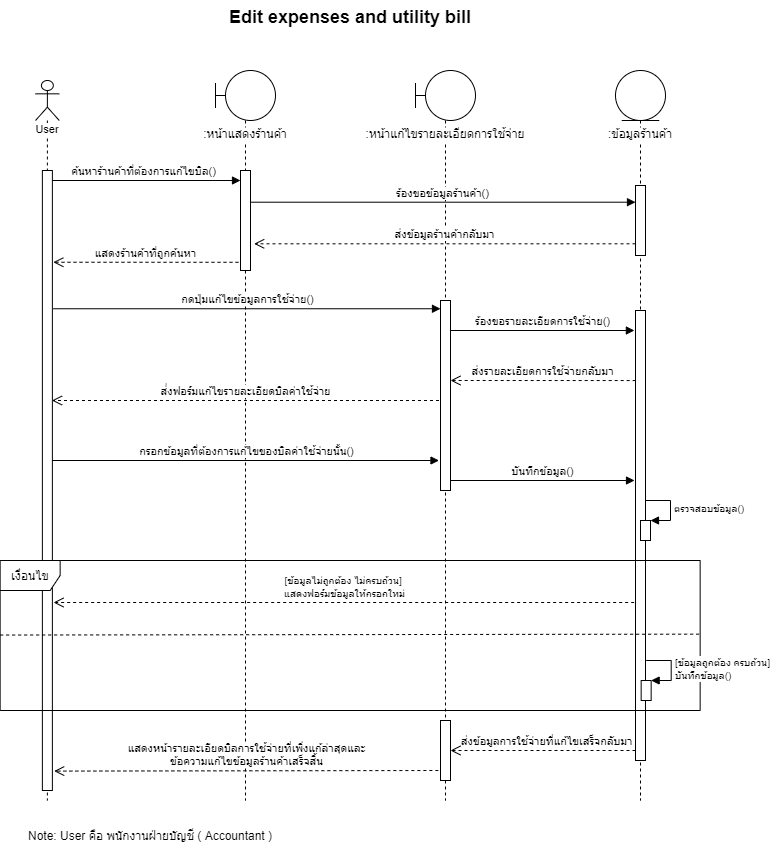 Edit expenses and utility bill
User
:หน้าแสดงร้านค้า
:หน้าแก้ไขรายละเอียดการใช้จ่าย
:ข้อมูลร้านค้า
ค้นหาร้านค้าที่ต้องการแก้ไขบิล()
ร้องขอข้อมูลร้านค้า()
ส่งข้อมูลร้านค้ากลับมา
แสดงร้านค้าที่ถูกค้นหา
กดปุ่มแก้ไขข้อมูลการใช้จ่าย()
ร้องขอรายละเอียดการใช้จ่าย()
ส่งรายละเอียดการใช้จ่ายกลับมา
ส่งฟอร์มแก้ไขรายละเอียดบิลค่าใช้จ่าย
กรอกข้อมูลที่ต้องการแก้ไขของบิลค่าใช้จ่ายนั้น()
บันทึกข้อมูล()
ตรวจสอบข้อมูล()
เงื่อนไข
[ข้อมูลไม่ถูกต้อง ไม่ครบถ้วน]
แสดงฟอร์มข้อมูลให้กรอกใหม่
[ข้อมูลถูกต้อง ครบถ้วน]
บันทึกข้อมูล()
ส่งข้อมูลการใช้จ่ายที่แก้ไขเสร็จกลับมา
แสดงหน้ารายละเอียดบิลการใช้จ่ายที่เพิ่งแก้ล่าสุดและ
ข้อความแก้ไขข้อมูลร้านค้าเสร็จสิ้น
Note: User คือ พนักงานฝ่ายบัญชี ( Accountant )